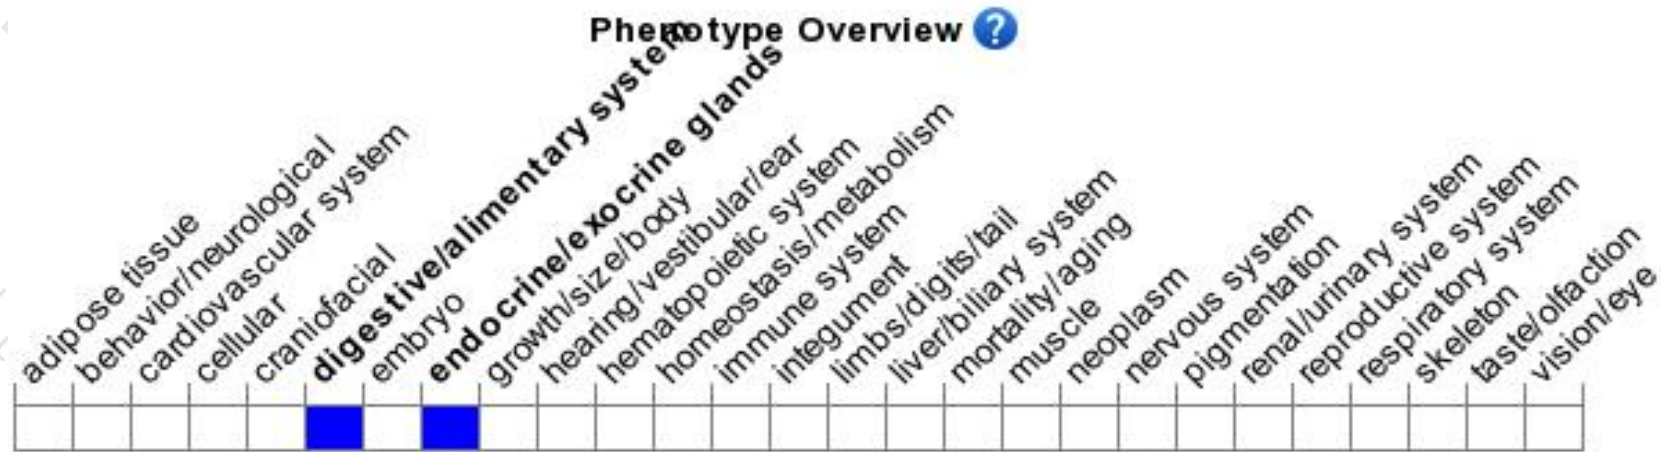 Phenotype Overview ?
adipose tissue
behavior/neurological
cardiovascular system
cellular
craniofacial
digestive/alimentary system
embryo
endocrine/exocrine glands
growth/size/body
hearing/vestibular/ear
hematopoietic system
homeostasis/metabolism
immune system
integument
limbs/digits/tail
liver/biliary system
mortality/aging
muscle
neoplasm
nervous system
pigmentation
renal/urinary system
reproductive system
respiratory system
skeleton
taste/olfaction
vision/eye